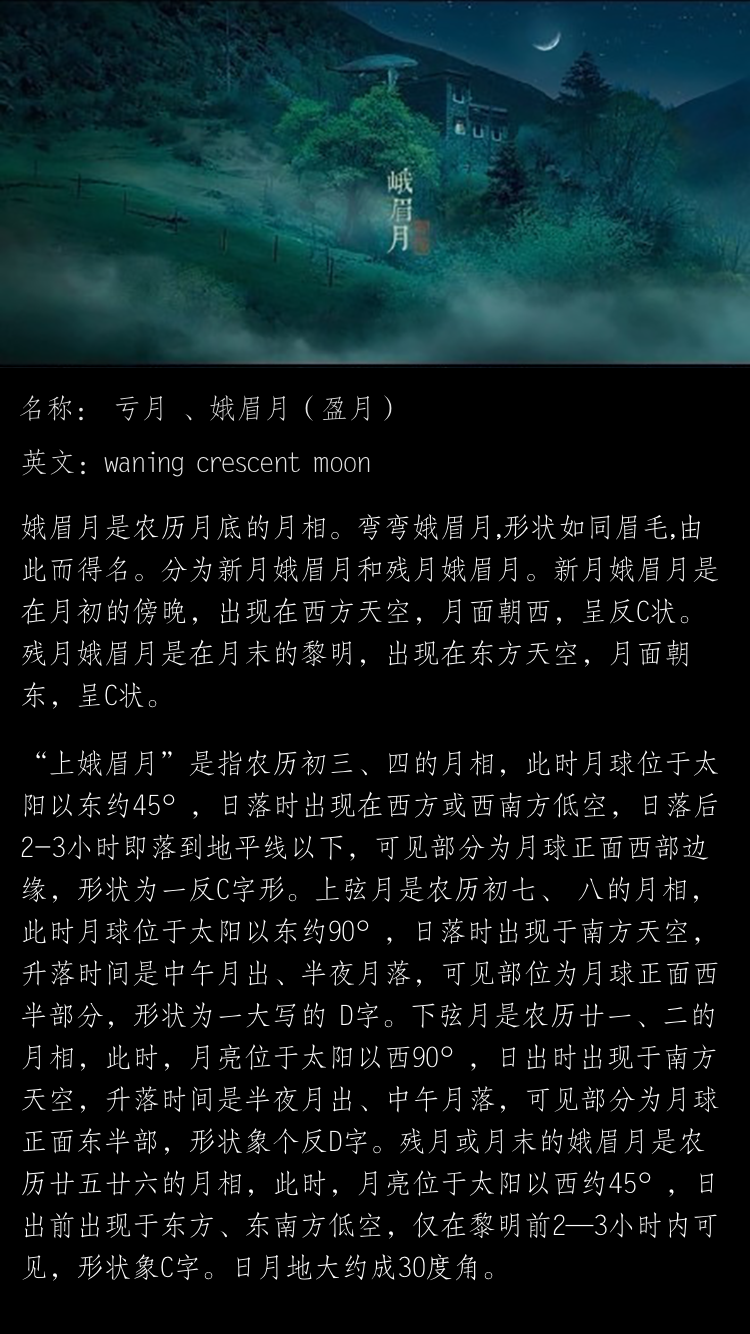 峨眉月
名称： 亏月 、娥眉月（盈月）
英文：waning crescent moon
娥眉月是农历月底的月相。弯弯娥眉月,形状如同眉毛,由
此而得名。分为新月娥眉月和残月娥眉月。新月娥眉月是
在月初的傍晚，出现在西方天空，月面朝西，呈反C状。
残月娥眉月是在月末的黎明，出现在东方天空，月面朝
东，呈C状。
“上娥眉月”是指农历初三、四的月相，此时月球位于太
阳以东约45°，日落时出现在西方或西南方低空，日落后
2-3小时即落到地平线以下，可见部分为月球正面西部边
缘，形状为一反C字形。上弦月是农历初七、 八的月相，
此时月球位于太阳以东约90°，日落时出现于南方天空，
升落时间是中午月出、半夜月落，可见部位为月球正面西
半部分，形状为一大写的 D字。下弦月是农历廿一、二的
月相，此时，月亮位于太阳以西90°，日出时出现于南方
天空，升落时间是半夜月出、中午月落，可见部分为月球
正面东半部，形状象个反D字。残月或月末的娥眉月是农
历廿五廿六的月相，此时，月亮位于太阳以西约45°，日
出前出现于东方、东南方低空，仅在黎明前2—3小时内可
见，形状象C字。日月地大约成30度角。